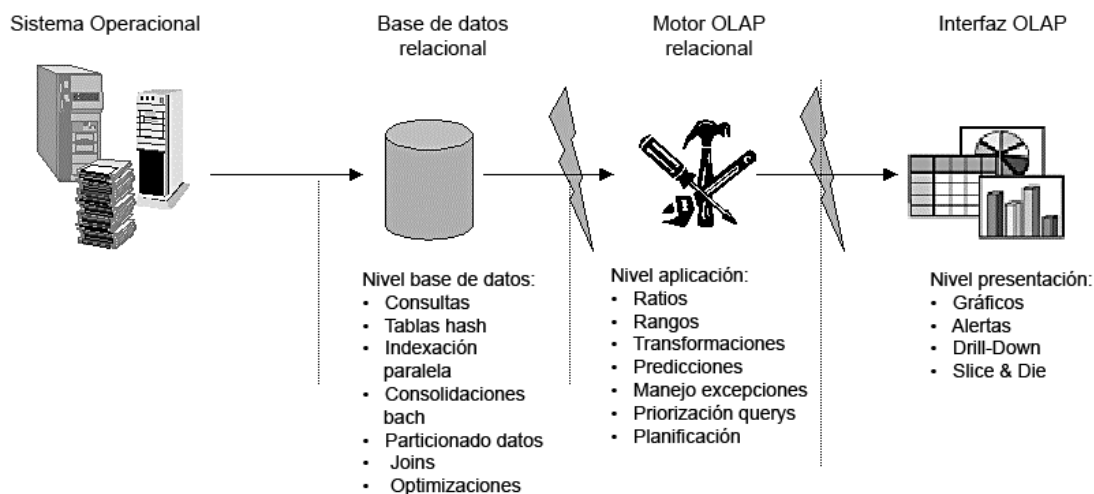 Sistema Operacional
Base de datos
relacional
Motor OLAP
relacional
Interfaz OLAP
Nivel base de datos:
• Consultas
• Tablas hash
• Indexación
paralela
• Consolidaciones
bach
• Particionado datos
• Joins
• Optimizaciones
Nivel aplicación:
• Ratios
• Rangos
• Transformaciones
• Predicciones
• Manejo excepciones
• Priorización querys
• Planificación
Nivel presentación:
• Gráficos
• Alertas
• Drill-Down
• Slice & Die